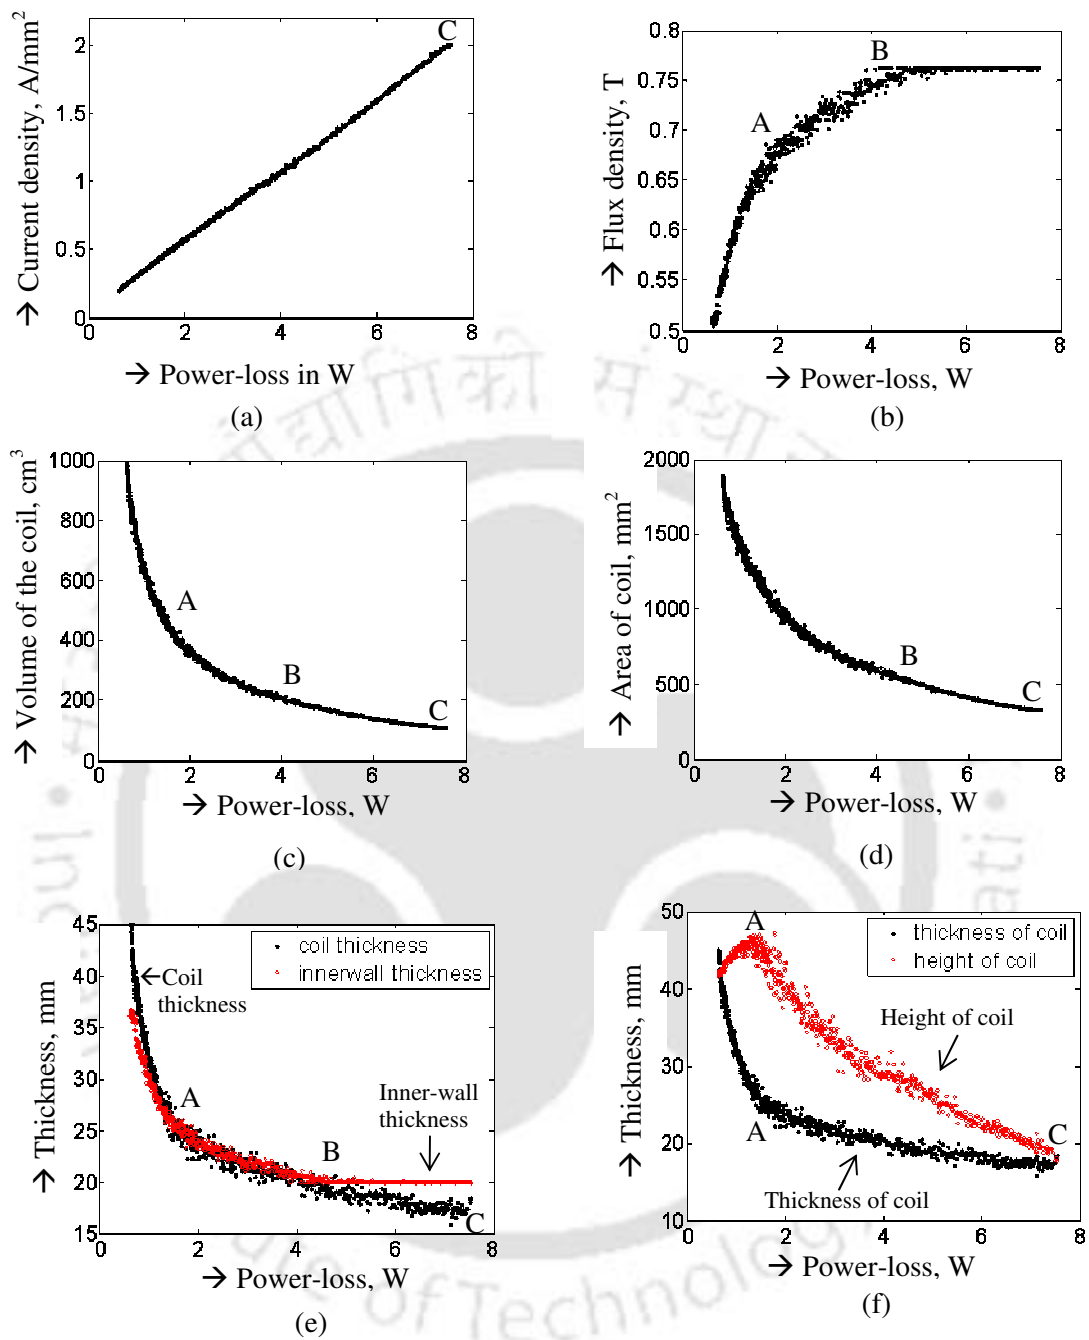 → Current density, A/mm²
2
1.5
1
0.5
0
C
0 2 4 6 8
→ Power-loss in W
(a)
→ Flux density, T
0.8
0.75
0.7
0.65
0.6
0.55
0.5
A
B
0 2 4 6 8
→ Power-loss, W
(b)
→ Volume of the coil, cm³
1000
800
600
400
200
0
A
B
C
0 2 4 6 8
→ Power-loss, W
(c)
→ Area of coil, mm²
2000
1500
1000
500
0
B
C
0 2 4 6 8
→ Power-loss, W
(d)
→ Thickness, mm
45
40
35
30
25
20
15
coil thickness
innerwall thickness
Coil
thickness
A
Inner-wall
thickness
B
C
0 2 4 6 8
→ Power-loss, W
(e)
→ Thickness, mm
50
40
30
20
10
A
thickness of coil
height of coil
Height of coil
A
C
Thickness of coil
0 2 4 6 8
→ Power-loss, W
(f)
of Technolog